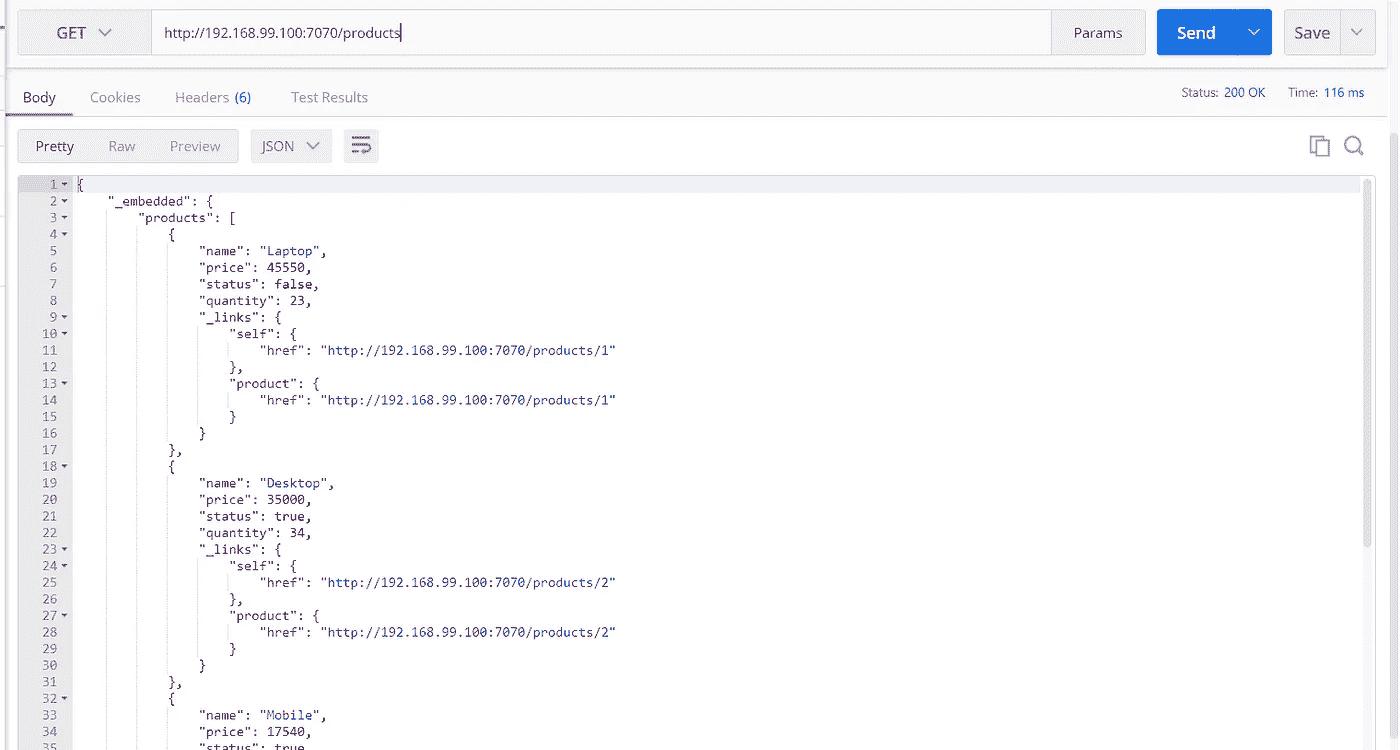 GET http://192.168.99.100:7070/products Params Send Save
Body Cookies Headers (6) Test Results Status: 200 OK Time: 116 ms
Pretty Raw Preview JSON
1 {
2 "_embedded": {
3 "products": [
4 {
5 "name": "Laptop",
6 "price": 45550,
7 "status": false,
8 "quantity": 23,
9 "_links": {
10 "self": {
11 "href": "http://192.168.99.100:7070/products/1"
12 },
13 "product": {
14 "href": "http://192.168.99.100:7070/products/1"
15 }
16 }
17 },
18 {
19 "name": "Desktop",
20 "price": 35000,
21 "status": true,
22 "quantity": 34,
23 "_links": {
24 "self": {
25 "href": "http://192.168.99.100:7070/products/2"
26 },
27 "product": {
28 "href": "http://192.168.99.100:7070/products/2"
29 }
30 }
31 },
32 {
33 "name": "Mobile",
34 "price": 17540,
35 "status": true